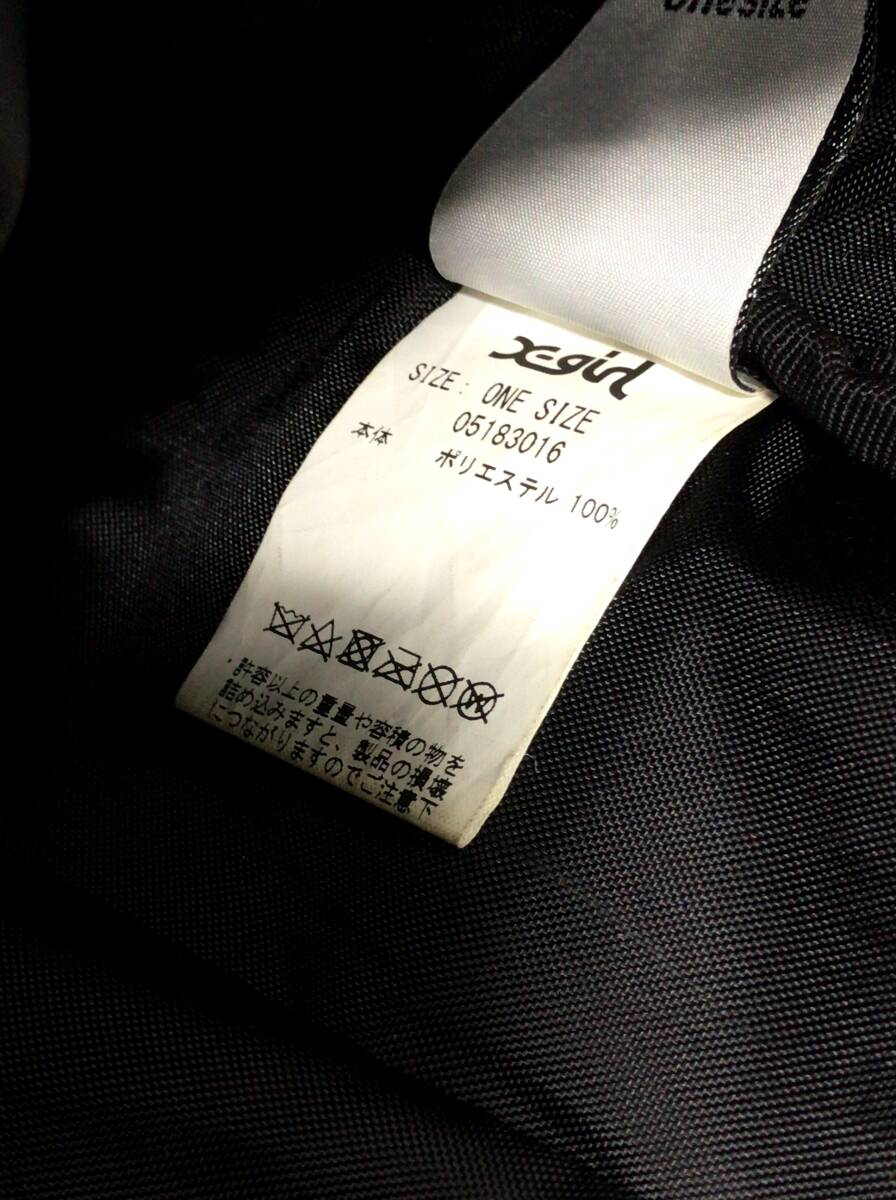 One Size
X-girl
SIZE: ONE SIZE
05183016
本体 ポリエステル 100%
許容以上の重量や容積の物を
詰め込みますと、製品の損壊
につながりますのでご注意下